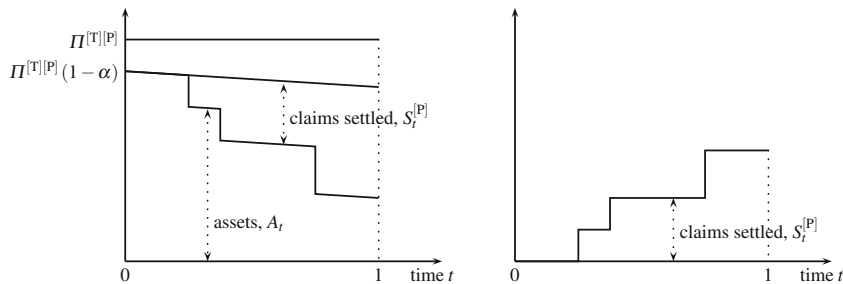 Π^[T][P]
Π^[T][P](1−α)
claims settled, S_t^[P]
assets, A_t
0
1
time t
claims settled, S_t^[P]
0
1
time t